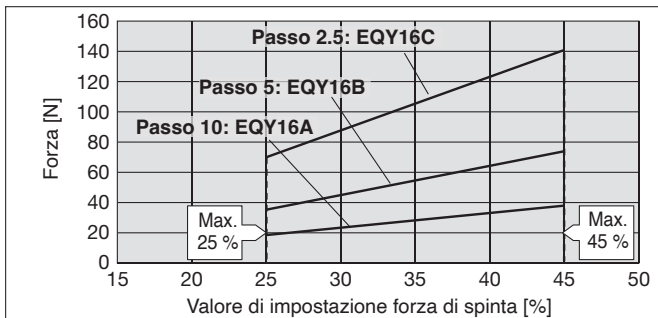 Forza [N]
160
140
120
100
80
60
40
20
0
Passo 2.5: EQY16C
Passo 5: EQY16B
Passo 10: EQY16A
Max.
25 %
Max.
45 %
15 20 25 30 35 40 45 50
Valore di impostazione forza di spinta [%]